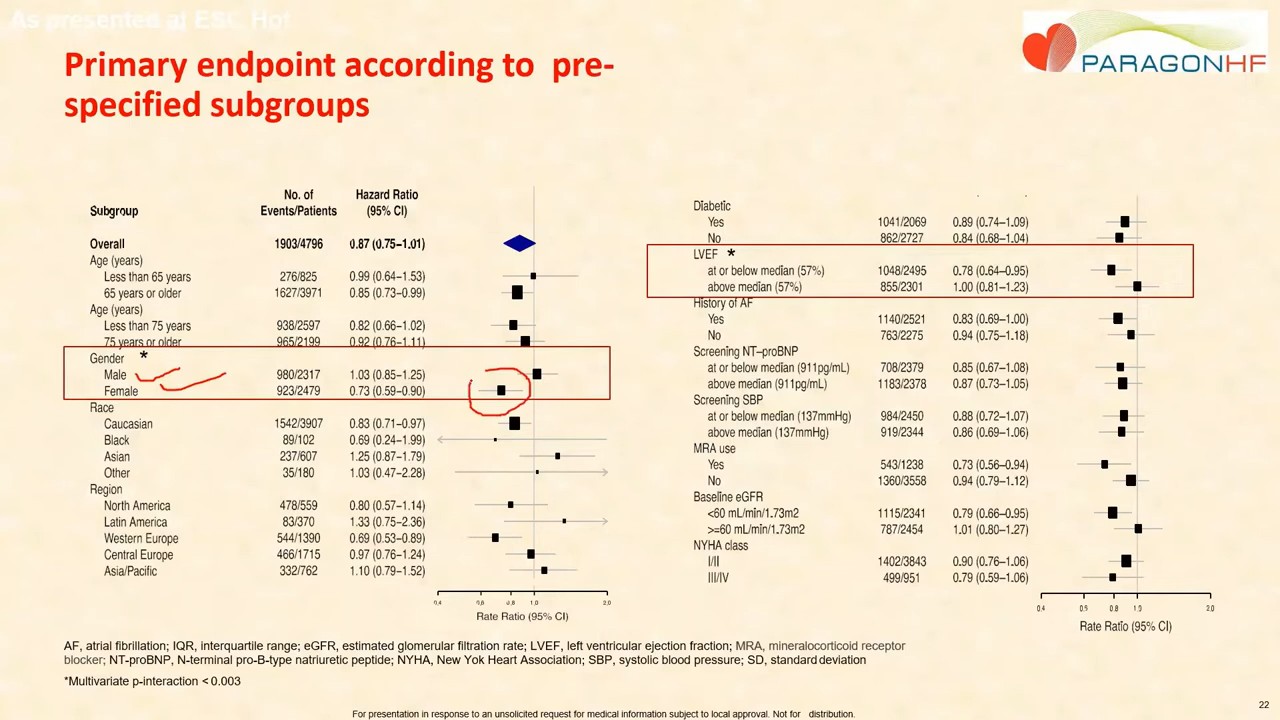 As presented at ESC Hot
PARAGONHF
Primary endpoint according to pre-
specified subgroups
No. of Hazard Ratio
Subgroup Events/Patients (95% CI)
Overall 1903/4796 0.87 (0.75–1.01)
Age (years)
Less than 65 years 276/825 0.99 (0.64–1.53)
65 years or older 1627/3971 0.85 (0.73–0.99)
Age (years)
Less than 75 years 938/2597 0.82 (0.66–1.02)
75 years or older 965/2199 0.92 (0.76–1.11)
Gender *
Male 980/2317 1.03 (0.85–1.25)
Female 923/2479 0.73 (0.59–0.90)
Race
Caucasian 1542/3907 0.83 (0.71–0.97)
Black 89/102 0.69 (0.24–1.99)
Asian 237/607 1.25 (0.87–1.79)
Other 35/180 1.03 (0.47–2.28)
Region
North America 478/559 0.80 (0.57–1.14)
Latin America 83/370 1.33 (0.75–2.36)
Western Europe 544/1390 0.69 (0.53–0.89)
Central Europe 466/1715 0.97 (0.76–1.24)
Asia/Pacific 332/762 1.10 (0.79–1.52)
0.4 0.6 0.8 1.0 2.0
Rate Ratio (95% CI)
Diabetic
Yes 1041/2069 0.89 (0.74–1.09)
No 862/2727 0.84 (0.68–1.04)
LVEF *
at or below median (57%) 1048/2495 0.78 (0.64–0.95)
above median (57%) 855/2301 1.00 (0.81–1.23)
History of AF
Yes 1140/2521 0.83 (0.69–1.00)
No 763/2275 0.94 (0.75–1.18)
Screening NT–proBNP
at or below median (911pg/mL) 708/2379 0.85 (0.67–1.08)
above median (911pg/mL) 1183/2378 0.87 (0.73–1.05)
Screening SBP
at or below median (137mmHg) 984/2450 0.88 (0.72–1.07)
above median (137mmHg) 919/2344 0.86 (0.69–1.06)
MRA use
Yes 543/1238 0.73 (0.56–0.94)
No 1360/3558 0.94 (0.79–1.12)
Baseline eGFR
<60 mL/min/1.73m2 1115/2341 0.79 (0.66–0.95)
>=60 mL/min/1.73m2 787/2454 1.01 (0.80–1.27)
NYHA class
I/II 1402/3843 0.90 (0.76–1.06)
III/IV 499/951 0.79 (0.59–1.06)
0.4 0.8 1.0 2.0
Rate Ratio (95% CI)
AF, atrial fibrillation; IQR, interquartile range; eGFR, estimated glomerular filtration rate; LVEF, left ventricular ejection fraction; MRA, mineralocorticoid receptor
blocker; NT-proBNP, N-terminal pro-B-type natriuretic peptide; NYHA, New Yok Heart Association; SBP, systolic blood pressure; SD, standard deviation
*Multivariate p-interaction < 0.003
22
For presentation in response to an unsolicited request for medical information subject to local approval. Not for distribution.